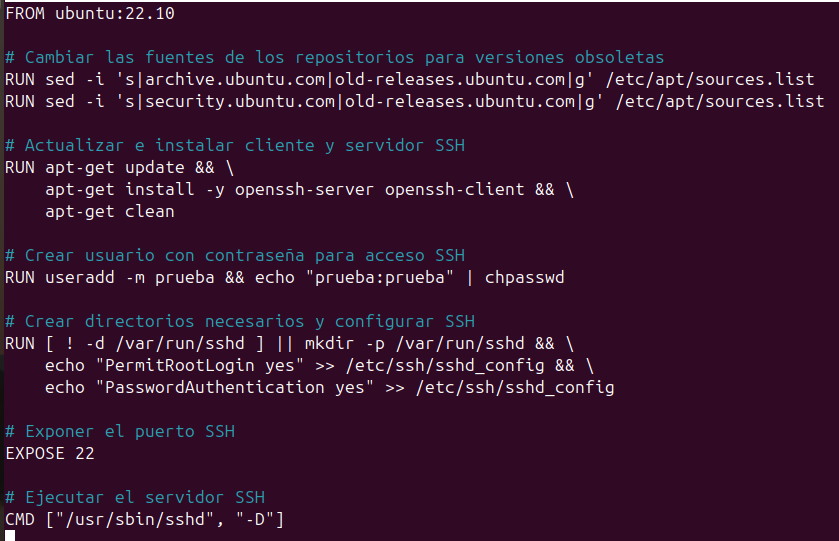 FROM ubuntu:22.10
# Cambiar las fuentes de los repositorios para versiones obsoletas
RUN sed -i 's|archive.ubuntu.com|old-releases.ubuntu.com|g' /etc/apt/sources.list
RUN sed -i 's|security.ubuntu.com|old-releases.ubuntu.com|g' /etc/apt/sources.list
# Actualizar e instalar cliente y servidor SSH
RUN apt-get update && \
    apt-get install -y openssh-server openssh-client && \
    apt-get clean
# Crear usuario con contraseña para acceso SSH
RUN useradd -m prueba && echo "prueba:prueba" | chpasswd
# Crear directorios necesarios y configurar SSH
RUN [ ! -d /var/run/sshd ] || mkdir -p /var/run/sshd && \
    echo "PermitRootLogin yes" >> /etc/ssh/sshd_config && \
    echo "PasswordAuthentication yes" >> /etc/ssh/sshd_config
# Exponer el puerto SSH
EXPOSE 22
# Ejecutar el servidor SSH
CMD ["/usr/sbin/sshd", "-D"]